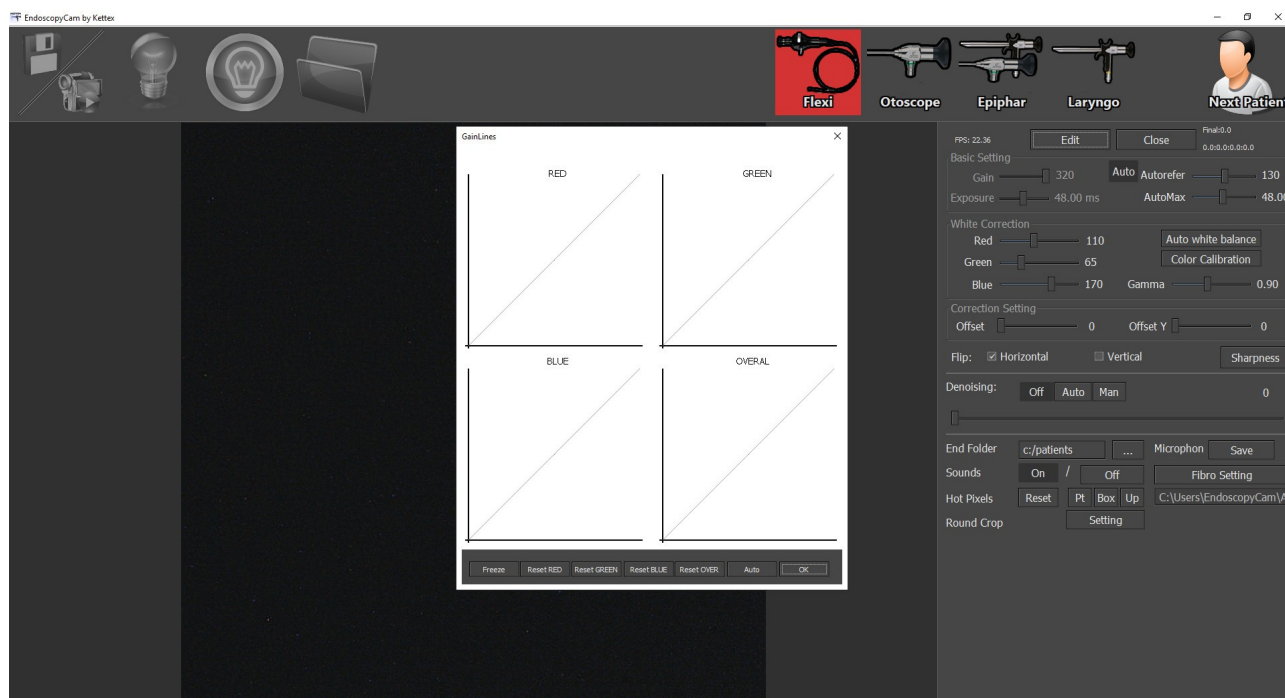 EndoscopyCam by Kettex
Flexi
Otoscope
Epiphar
Laryngo
Next Patien
GainLines
RED
GREEN
BLUE
OVERAL
Freeze
Reset RED
Reset GREEN
Reset BLUE
Reset OVER
Auto
OK
FPS: 22.36
Edit
Close
Final:0.0
0.0:0.0:0.0:0.0
Basic Setting
Gain 320 Auto Autorefer 130
Exposure 48.00 ms AutoMax 48.00
White Correction
Red 110 Auto white balance
Green 65 Color Calibration
Blue 170 Gamma 0.90
Correction Setting
Offset 0 Offset Y 0
Flip: Horizontal Vertical Sharpness
Denoising: Off Auto Man 0
End Folder c:/patients ... Microphon Save
Sounds On / Off Fibro Setting
Hot Pixels Reset Pt Box Up C:\Users\EndoscopyCam\A
Round Crop Setting